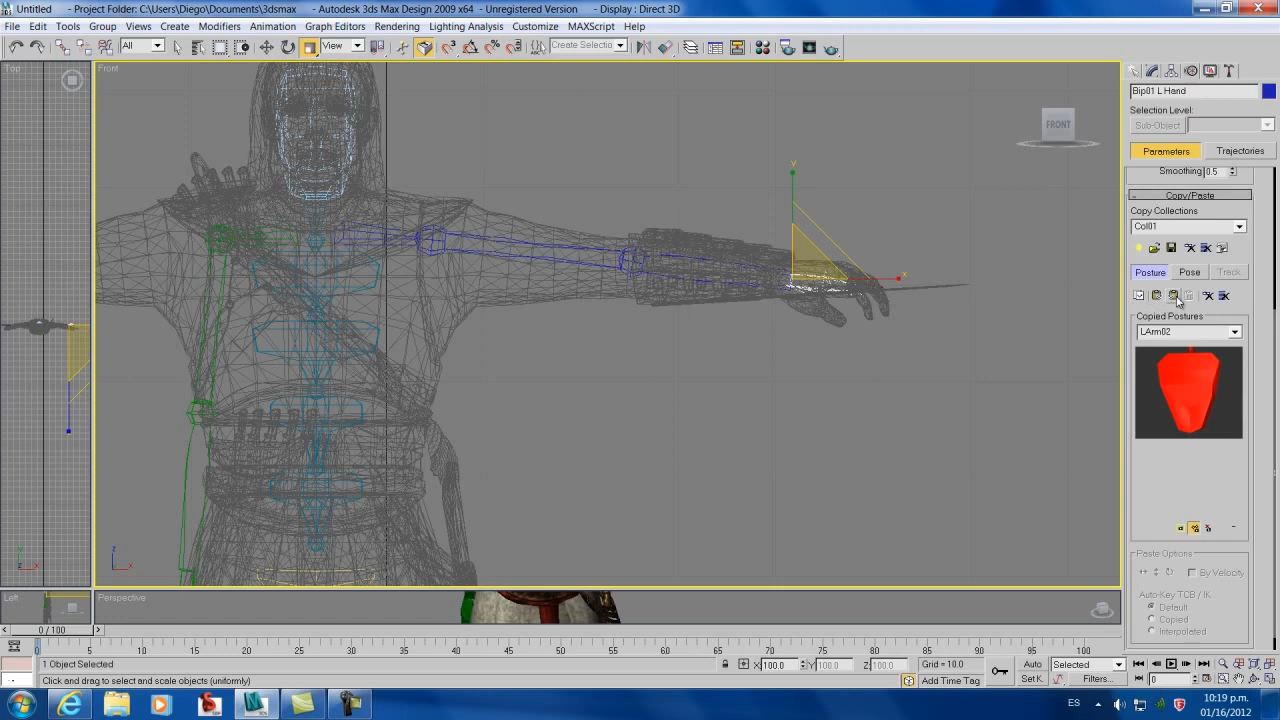 Untitled - Project Folder: C:\Users\Diego\Documents\3dsmax - Autodesk 3ds Max Design 2009 x64 - Unregistered Version - Display : Direct 3D
File Edit Tools Group Views Create Modifiers Animation Graph Editors Rendering Lighting Analysis Customize MAXScript Help
All View Create Selectio
Top
Front
FRONT
Y
x
z
x
Bip01 L Hand
Selection Level:
Sub-Object
Parameters Trajectories
Smoothing 0.5
- Copy/Paste
Copy Collections
Col01
Posture Pose Track
Copied Postures
LArm02
Paste Options
By Velocity
Auto-Key TCB / IK
Default
Copied
Interpolated
Left
Perspective
0 / 100
0 5 10 15 20 25 30 35 40 45 50 55 60 65 70 75 80 85 90 95 100
1 Object Selected X: 100.0 Y: 100.0 Z: 100.0 Grid = 10.0 Auto Selected
Click and drag to select and scale objects (uniformly) Add Time Tag Set K. Filters... 0
ES 10:19 p.m.
01/16/2012